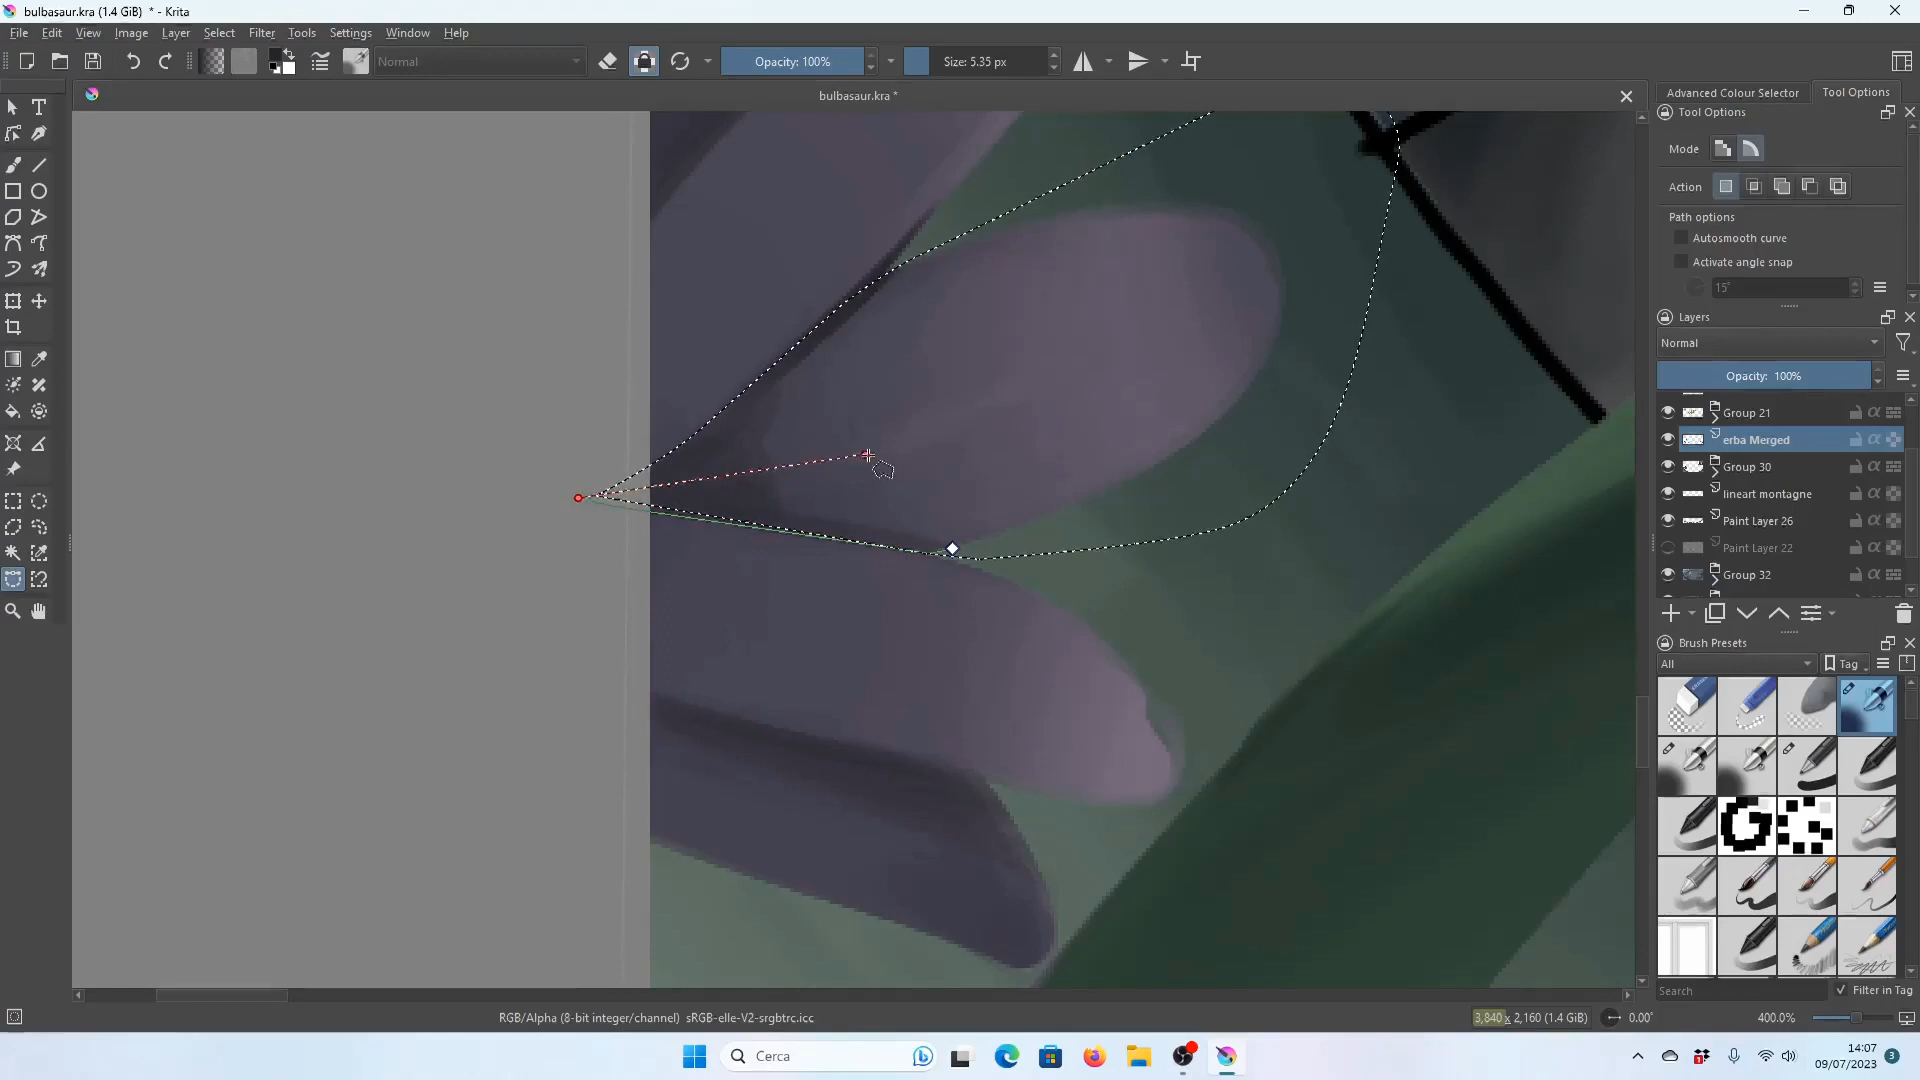 bulbasaur.kra (1.4 GiB) * - Krita
File Edit View Image Layer Select Filter Tools Settings Window Help
Normal
Opacity: 100%
Size: 5.35 px
bulbasaur.kra *
Advanced Colour Selector
Tool Options
Tool Options
Mode
Action
Path options
Autosmooth curve
Activate angle snap
15°
Layers
Normal
Opacity: 100%
Group 21
erba Merged
Group 30
lineart montagne
Paint Layer 26
Paint Layer 22
Group 32
Brush Presets
All
Tag
Search
Filter in Tag
RGB/Alpha (8-bit integer/channel) sRGB-elle-V2-srgbtrc.icc
3,840 x 2,160 (1.4 GiB)
0.00°
400.0%
Cerca
14:07
09/07/2023
3